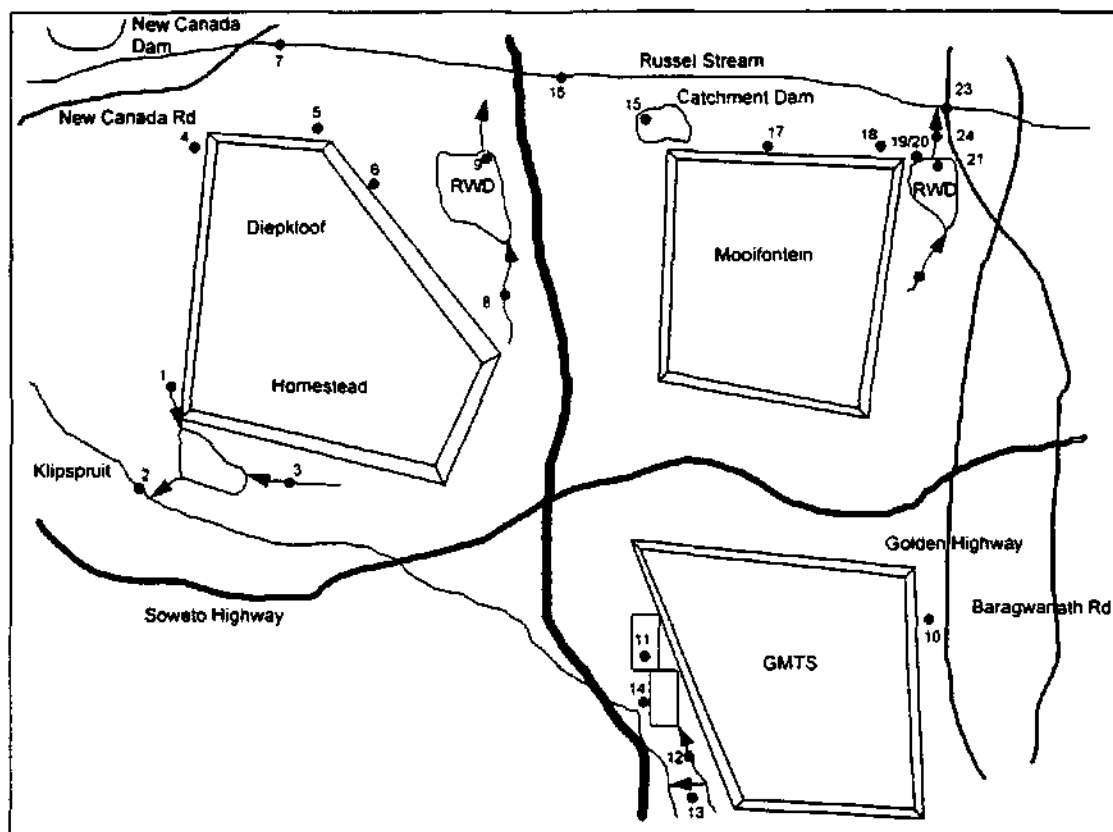 New Canada
Dam
7
Russel Stream
16
23
15
Catchment Dam
New Canada Rd
5
4
17
18
19/20
24
21
6
9
RWD
RWD
Diepkloof
Mooifontein
8
1
Homestead
Klipspruit
2
3
Golden Highway
Soweto Highway
Baragwanath Rd
10
11
GMTS
14
12
13